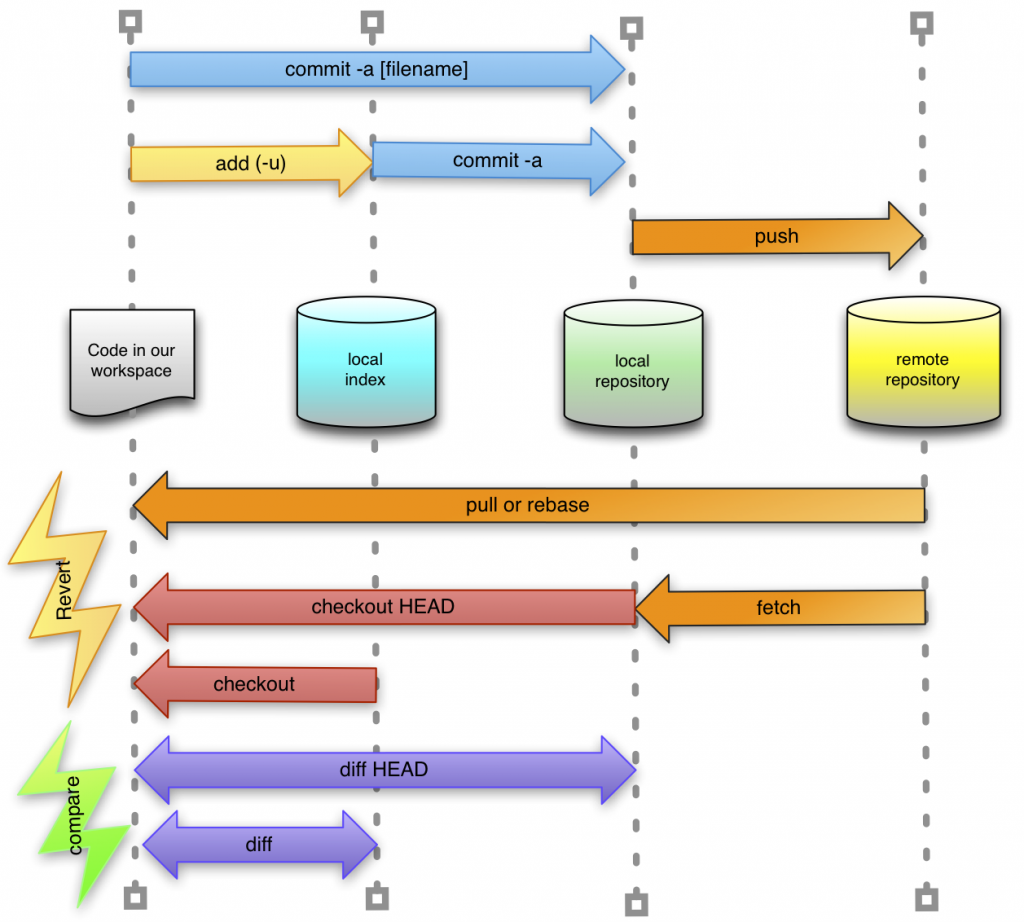 commit -a [filename]
add (-u)
commit -a
push
Code in our
workspace
local
index
local
repository
remote
repository
pull or rebase
Revert
checkout HEAD
fetch
checkout
diff HEAD
compare
diff